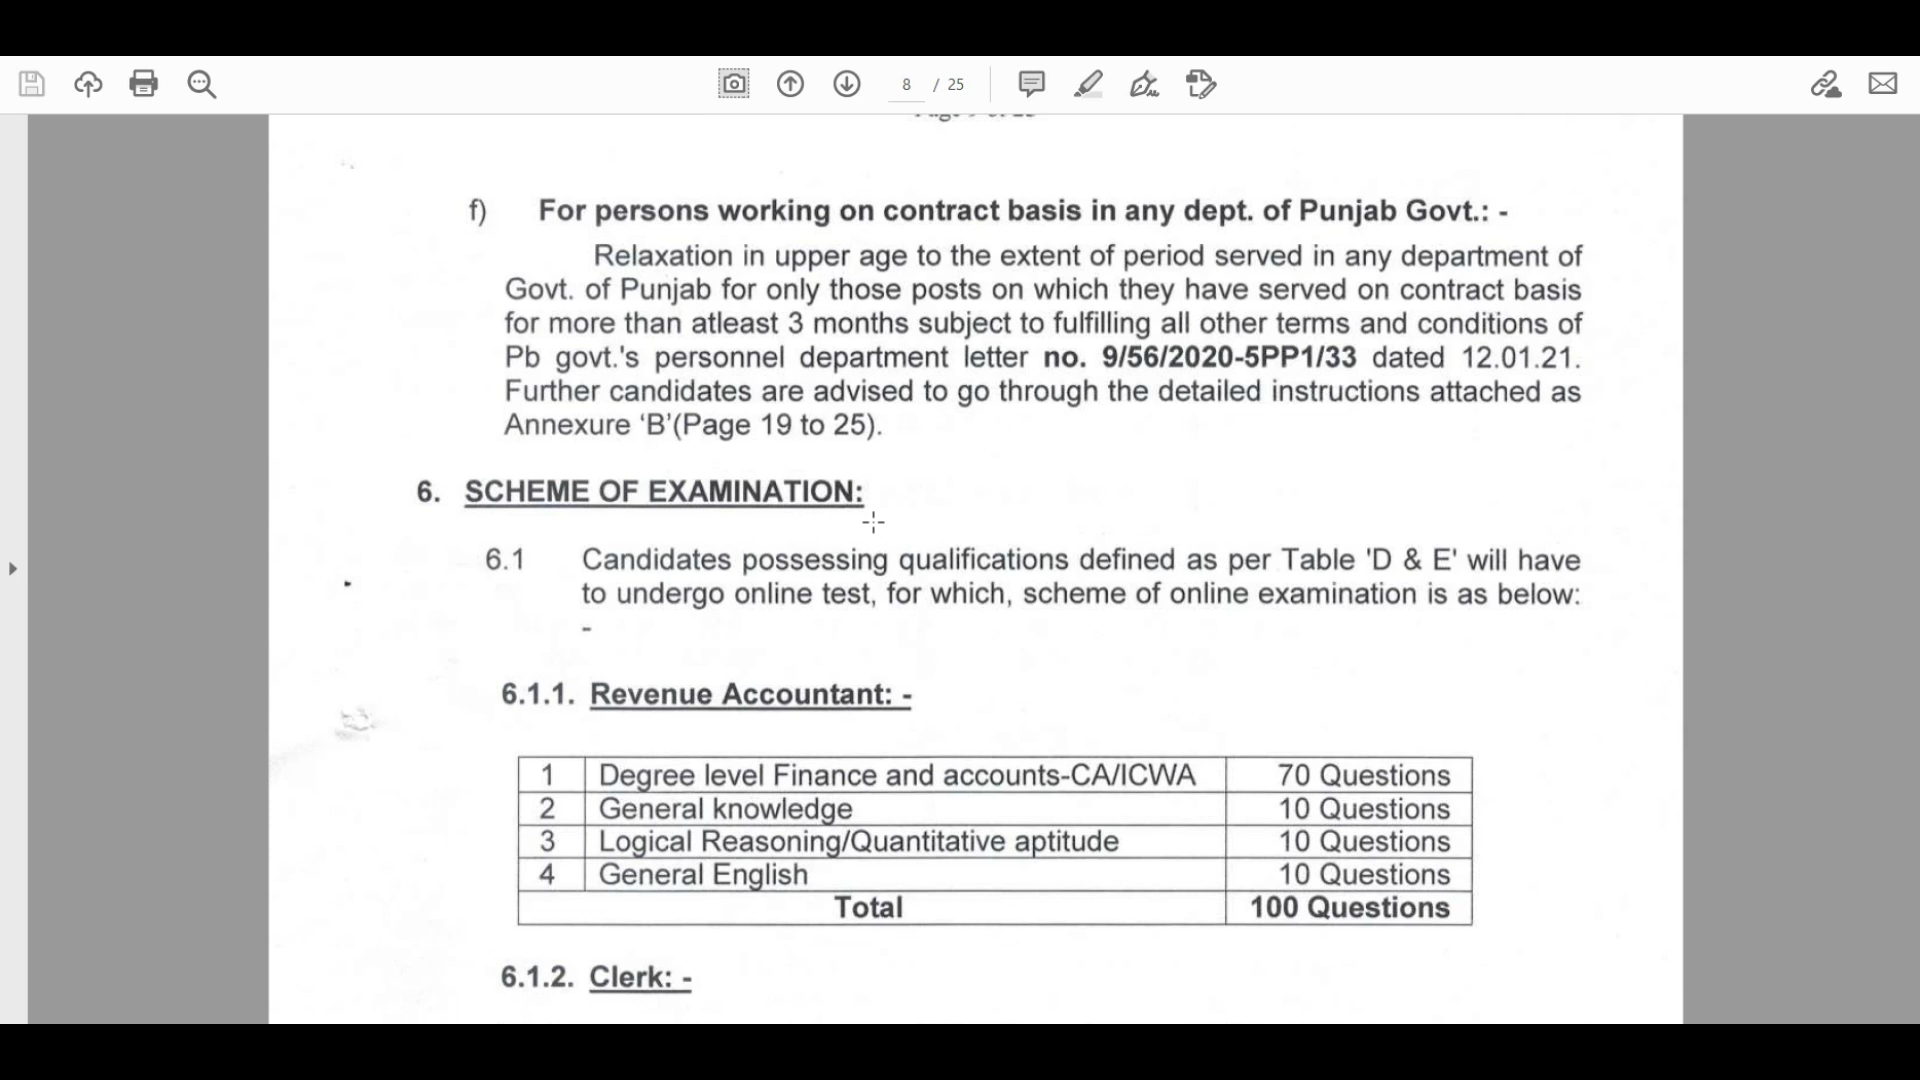 8 / 25
f) For persons working on contract basis in any dept. of Punjab Govt.: -
Relaxation in upper age to the extent of period served in any department of
Govt. of Punjab for only those posts on which they have served on contract basis
for more than atleast 3 months subject to fulfilling all other terms and conditions of
Pb govt.'s personnel department letter no. 9/56/2020-5PP1/33 dated 12.01.21.
Further candidates are advised to go through the detailed instructions attached as
Annexure ‘B’(Page 19 to 25).
6. SCHEME OF EXAMINATION:
6.1 Candidates possessing qualifications defined as per Table 'D & E' will have
to undergo online test, for which, scheme of online examination is as below:
-
6.1.1. Revenue Accountant: -
1 Degree level Finance and accounts-CA/ICWA 70 Questions
2 General knowledge 10 Questions
3 Logical Reasoning/Quantitative aptitude 10 Questions
4 General English 10 Questions
Total 100 Questions
6.1.2. Clerk: -